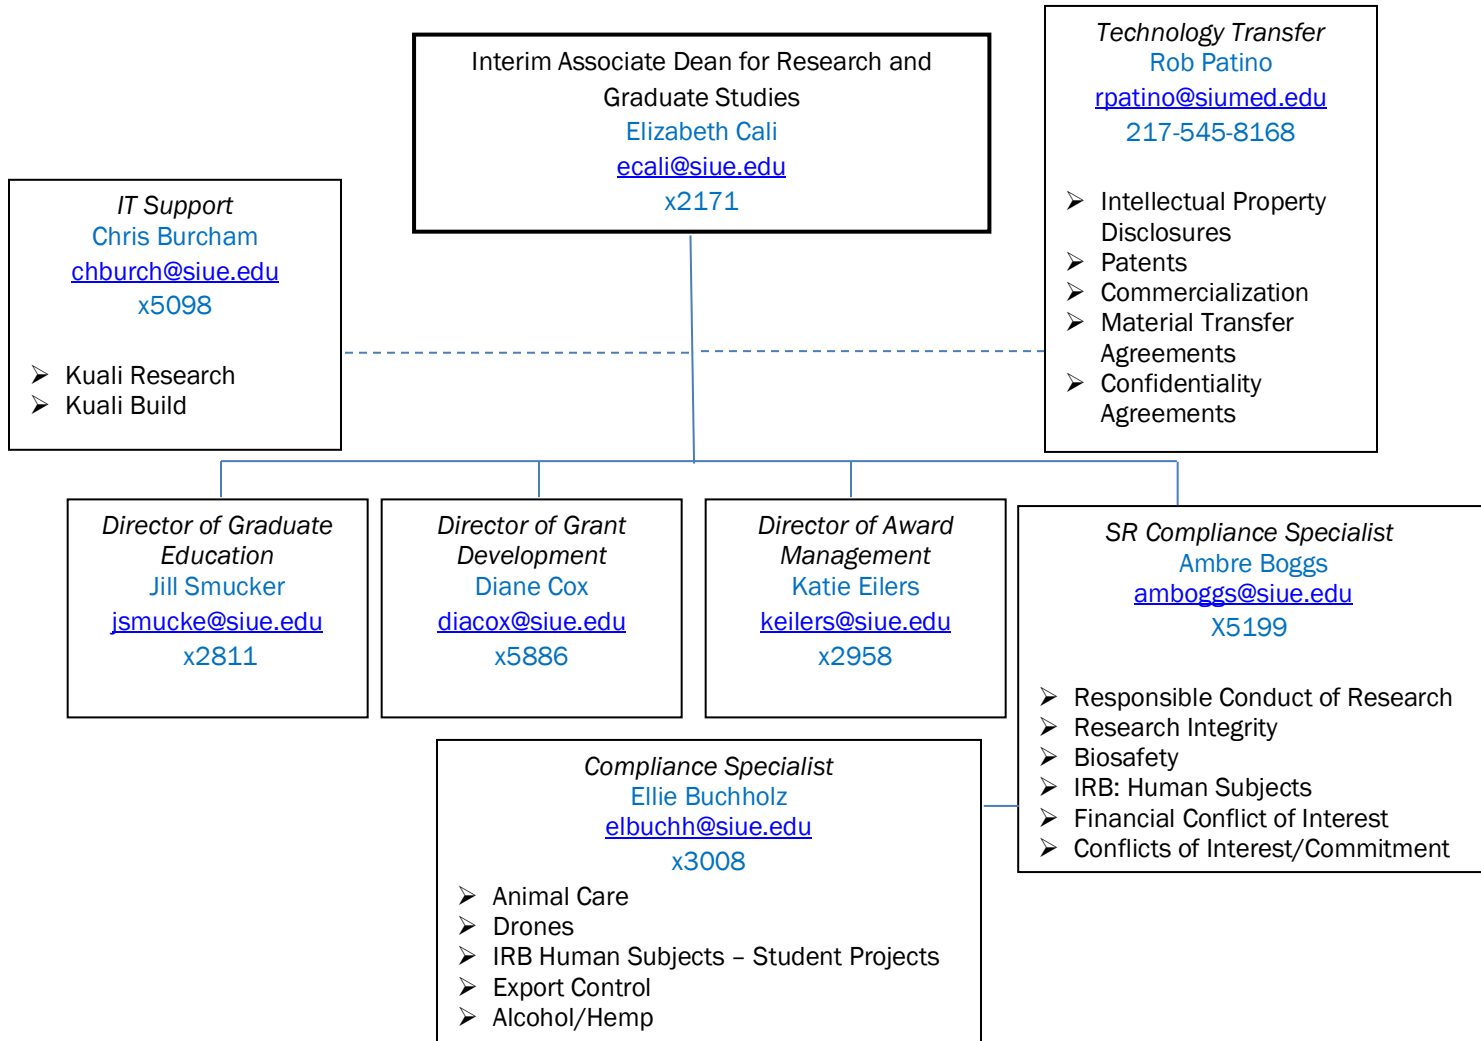 Interim Associate Dean for Research and
Graduate Studies
Elizabeth Cali
ecali@siue.edu
x2171
Technology Transfer
Rob Patino
rpatino@siumed.edu
217-545-8168
➢ Intellectual Property
Disclosures
➢ Patents
➢ Commercialization
➢ Material Transfer
Agreements
➢ Confidentiality
Agreements
IT Support
Chris Burcham
chburch@siue.edu
x5098
➢ Kuali Research
➢ Kuali Build
Director of Graduate
Education
Jill Smucker
jsmucke@siue.edu
x2811
Director of Grant
Development
Diane Cox
diacox@siue.edu
x5886
Director of Award
Management
Katie Eilers
keilers@siue.edu
x2958
SR Compliance Specialist
Ambre Boggs
amboggs@siue.edu
X5199
➢ Responsible Conduct of Research
➢ Research Integrity
➢ Biosafety
➢ IRB: Human Subjects
➢ Financial Conflict of Interest
➢ Conflicts of Interest/Commitment
Compliance Specialist
Ellie Buchholz
elbuchh@siue.edu
x3008
➢ Animal Care
➢ Drones
➢ IRB Human Subjects – Student Projects
➢ Export Control
➢ Alcohol/Hemp